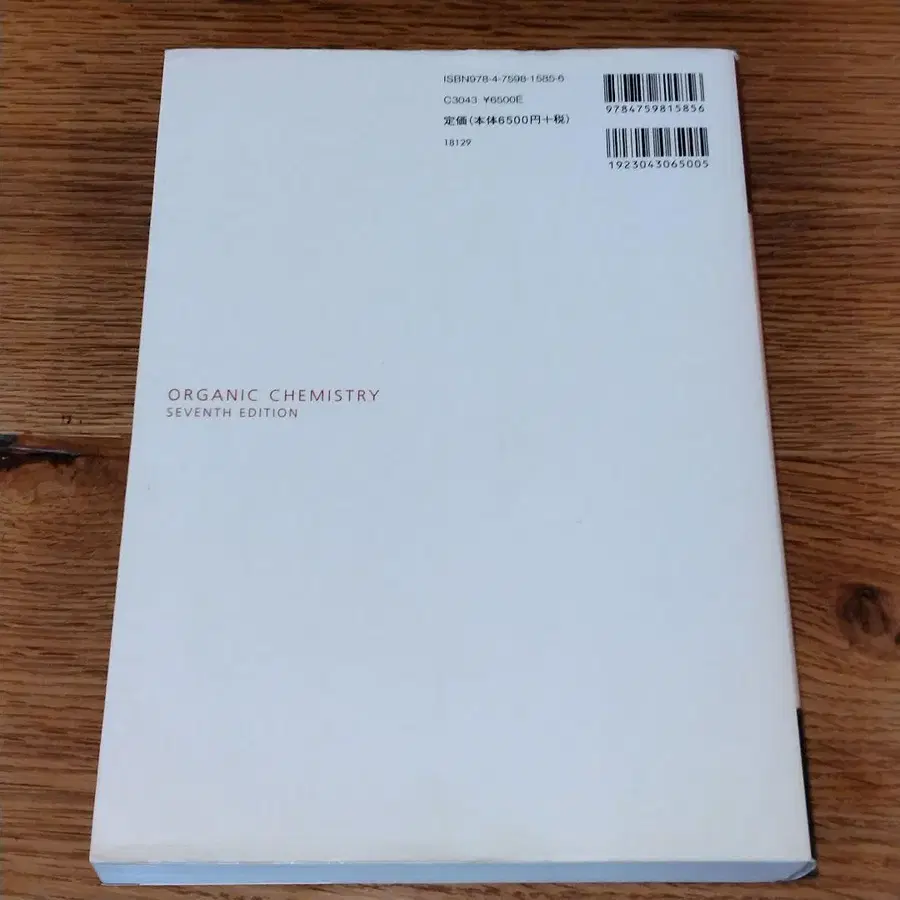 ISBN978-4-7598-1585-6
C3043 ¥6500E
定価(本体6500円+税)
18129
9784759815856
1923043065005
ORGANIC CHEMISTRY
SEVENTH EDITION